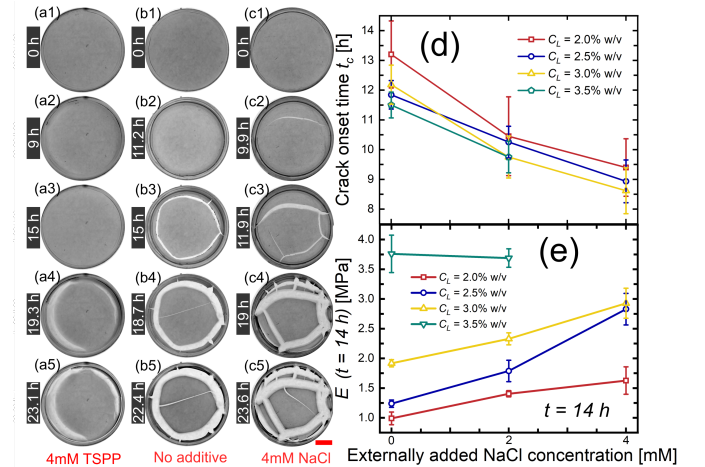 (a1)
0 h
(b1)
0 h
(c1)
0 h
(a2)
9 h
(b2)
11.2 h
(c2)
9.9 h
(a3)
15 h
(b3)
15 h
(c3)
11.9 h
(a4)
19.3 h
(b4)
18.7 h
(c4)
19 h
(a5)
23.1 h
(b5)
22.4 h
(c5)
23.6 h
4mM TSPP
No additive
4mM NaCl
(d)
Crack onset time t_c [h]
14
13
12
11
10
9
8
C_L = 2.0% w/v
C_L = 2.5% w/v
C_L = 3.0% w/v
C_L = 3.5% w/v
(e)
E (t = 14 h) [MPa]
4.0
3.5
3.0
2.5
2.0
1.5
1.0
C_L = 2.0% w/v
C_L = 2.5% w/v
C_L = 3.0% w/v
C_L = 3.5% w/v
t = 14 h
0
2
4
Externally added NaCl concentration [mM]